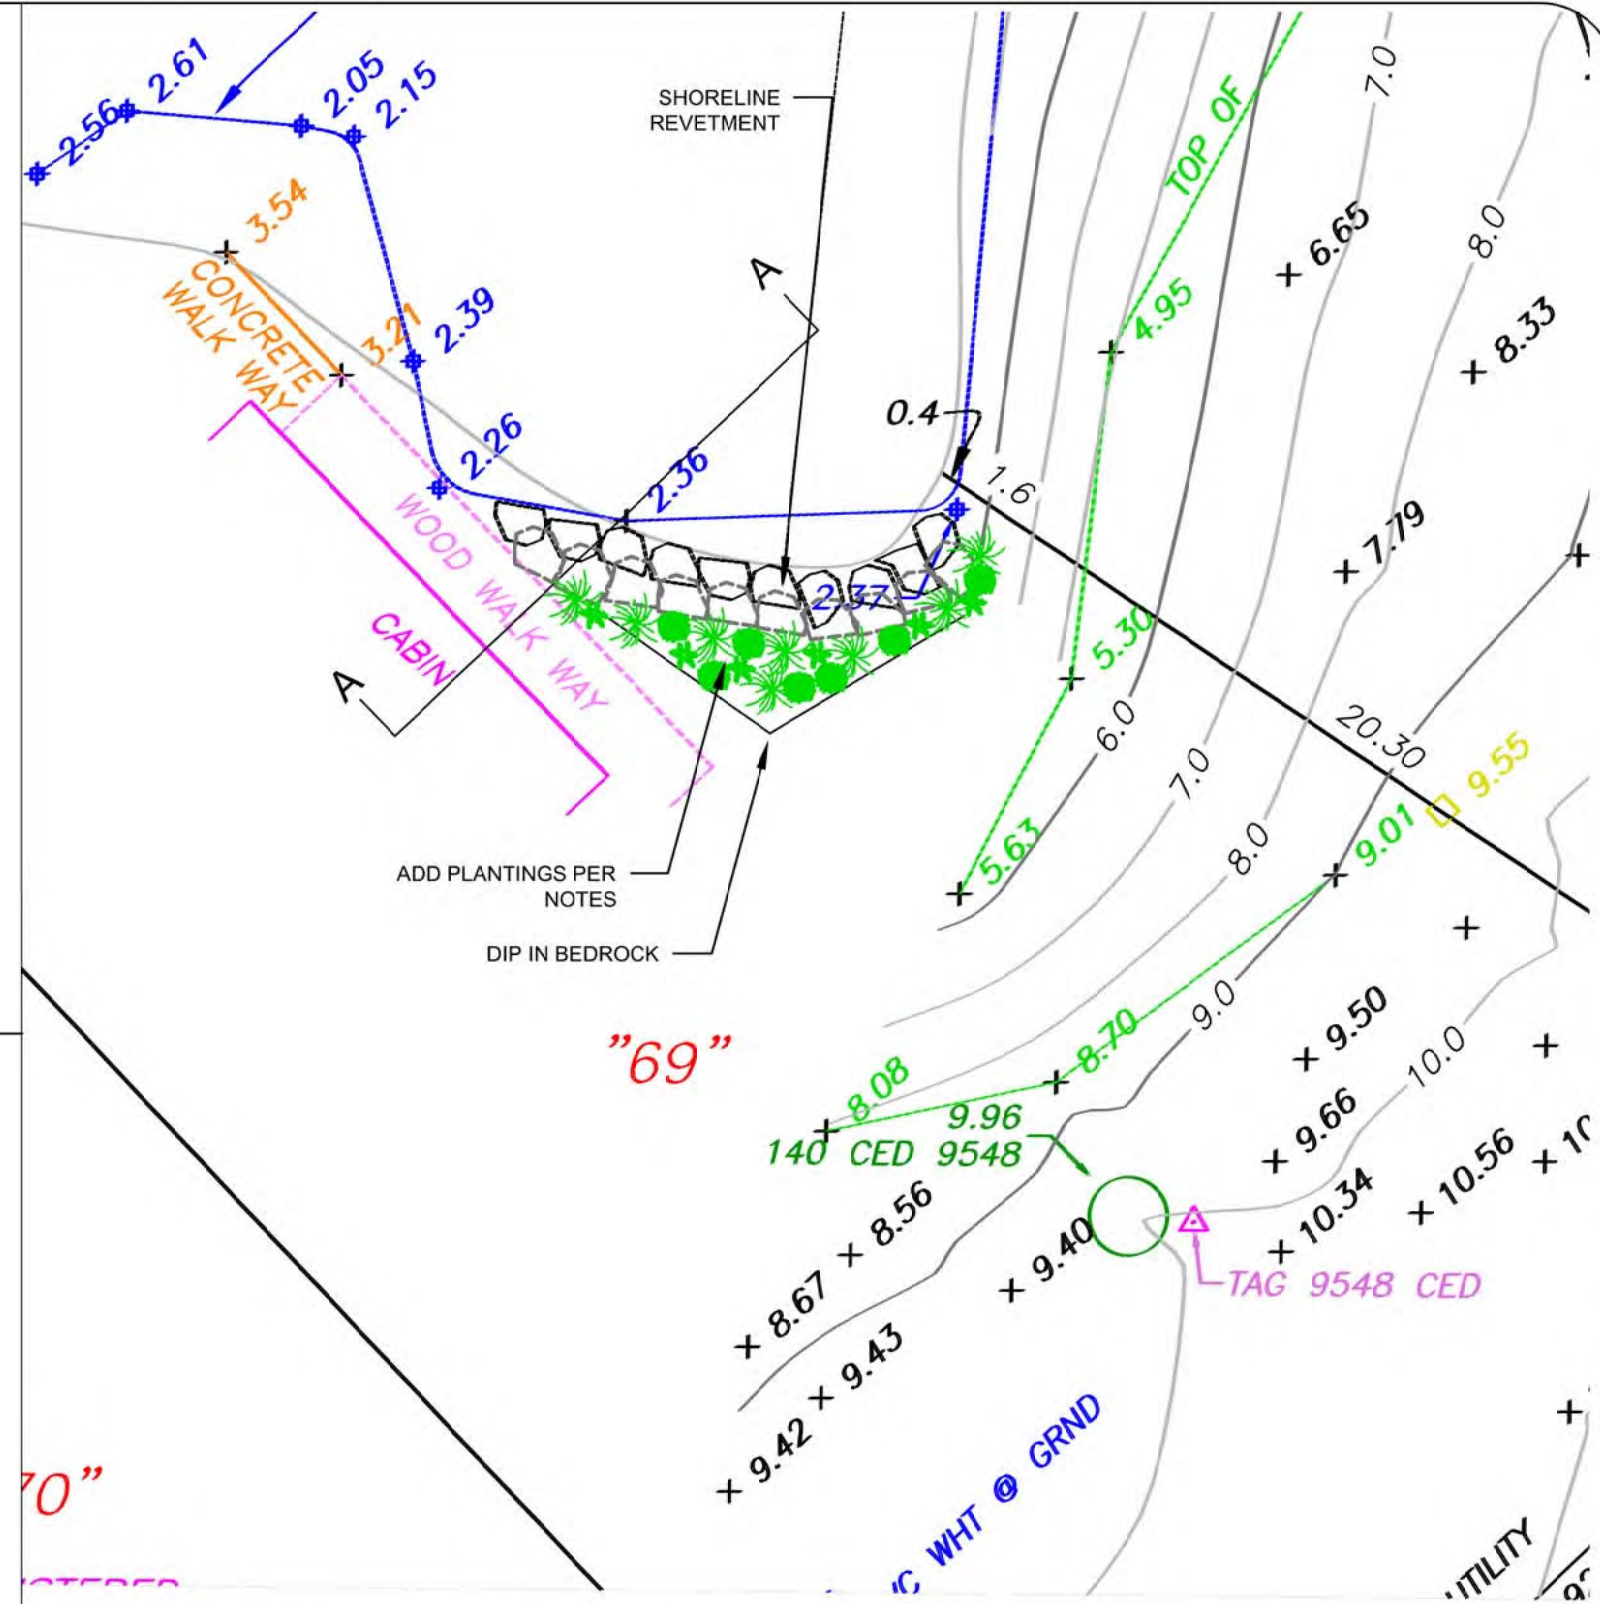 2.56
2.61
2.05
2.15
SHORELINE
REVETMENT
TOP OF
7.0
3.54
CONCRETE
WALK WAY
3.21
2.39
A
4.95
6.65
8.0
8.33
0.4
1.6
2.26
2.36
7.79
WOOD WALK WAY
2.37
CABIN
A
5.30
6.0
20.30
7.0
9.55
9.01
8.0
5.63
ADD PLANTINGS PER
NOTES
DIP IN BEDROCK
"69"
9.0
9.50
10.0
8.70
8.08
9.96
140 CED 9548
9.66
10.56
10
8.56
9.40
10.34
TAG 9548 CED
8.67
9.43
9.42
WHT @ GRND
70"
UTILITY